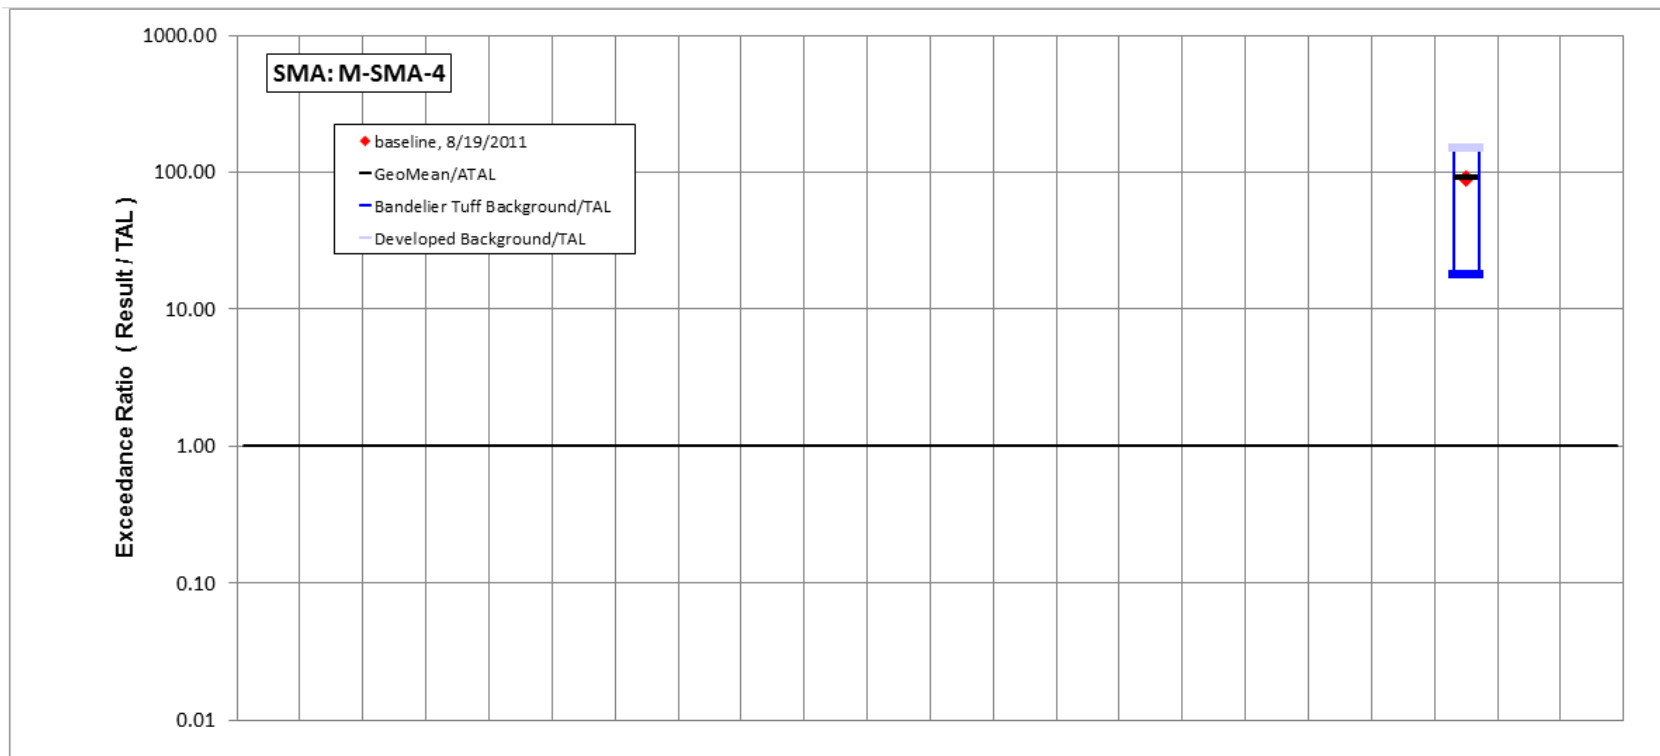 1000.00
SMA: M-SMA-4
baseline, 8/19/2011
100.00
GeoMean/ATAL
Bandelier Tuff Background/TAL
Developed Background/TAL
Exceedance Ratio ( Result / TAL )
10.00
1.00
0.10
0.01